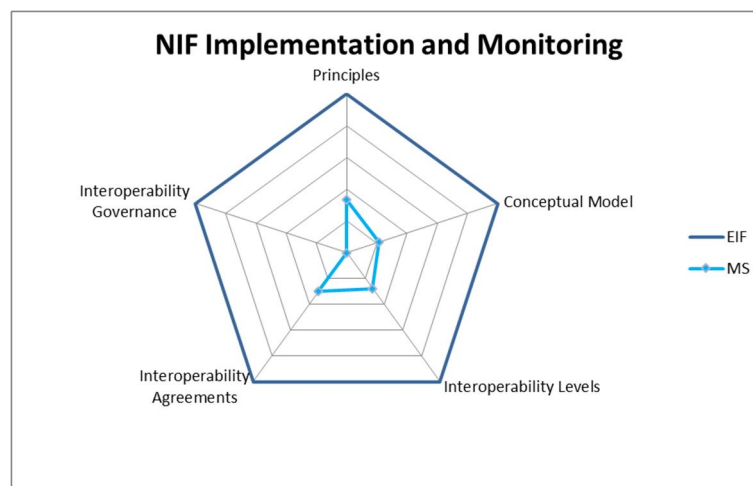 NIF Implementation and Monitoring
Principles
Interoperability
Governance
Conceptual Model
EIF
MS
Interoperability
Agreements
Interoperability Levels